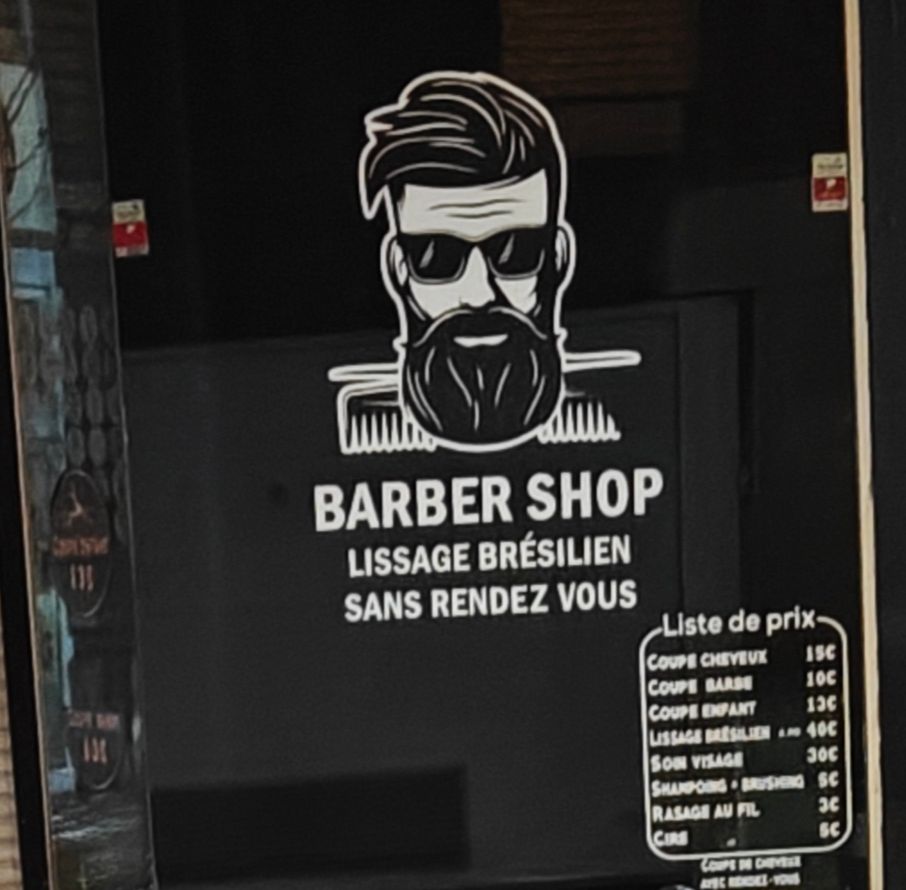 BARBER SHOP
LISSAGE BRÉSILIEN
SANS RENDEZ VOUS
Liste de prix
COUPE CHEVEUX 15€
COUPE BARBE 10€
COUPE ENFANT 13€
LISSAGE BRÉSILIEN 40€
SOIN VISAGE 30€
SHAMPOING + BRUSHING 5€
RASAGE AU FIL 3€
CIRE 5€
COUPE DE CHEVEUX
AVEC RENDEZ-VOUS